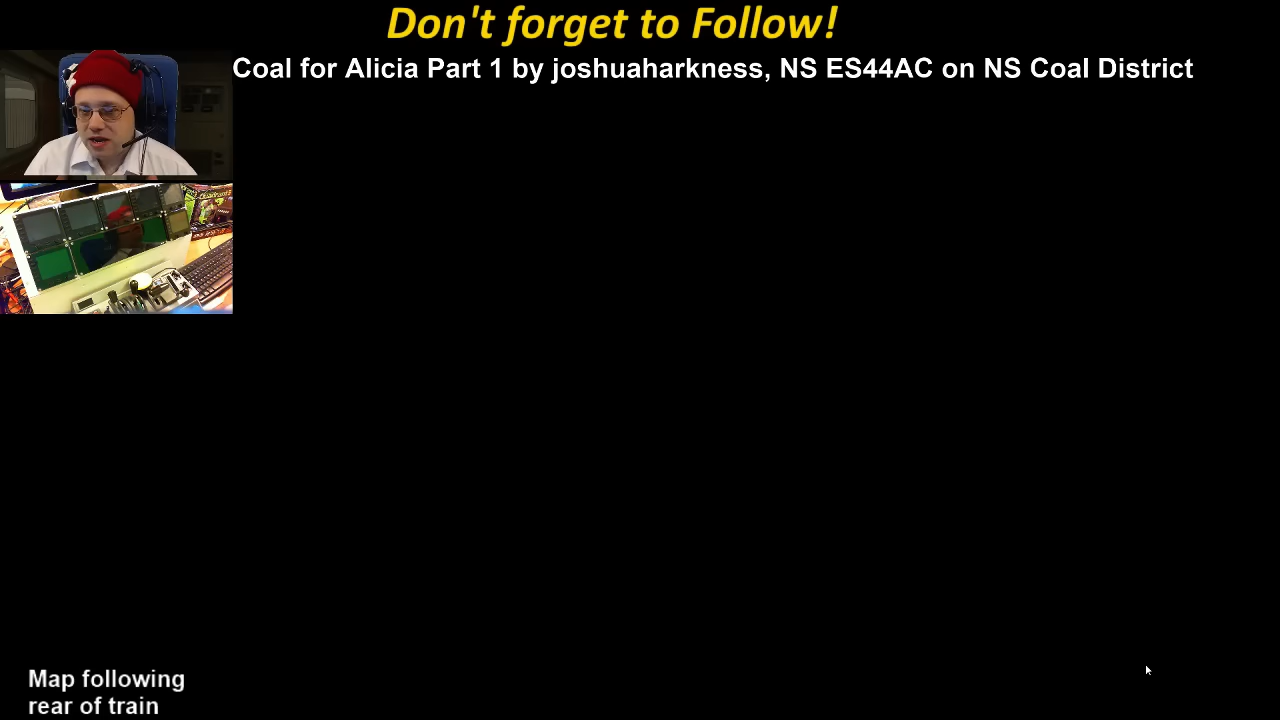 Don't forget to Follow!
Coal for Alicia Part 1 by joshuaharkness, NS ES44AC on NS Coal District
Map following
rear of train